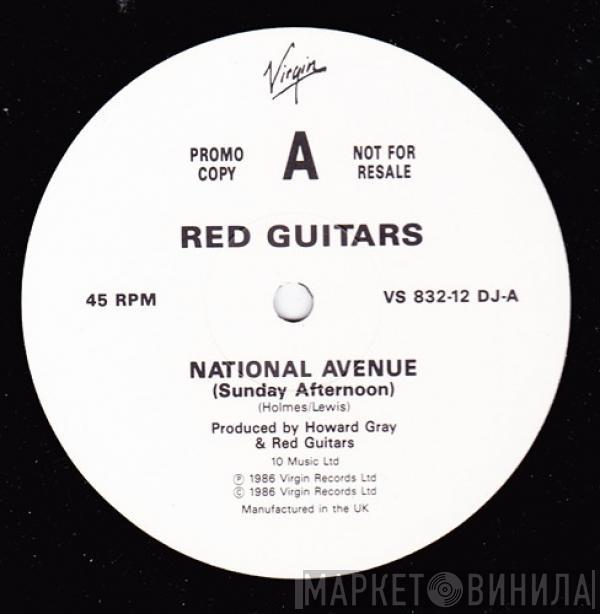 Virgin
PROMO COPY
A
NOT FOR RESALE
RED GUITARS
45 RPM
VS 832-12 DJ-A
NATIONAL AVENUE
(Sunday Afternoon)
(Holmes/Lewis)
Produced by Howard Gray
& Red Guitars
10 Music Ltd
℗ 1986 Virgin Records Ltd
© 1986 Virgin Records Ltd
Manufactured in the UK
МАРКЕТ ВИНИЛА